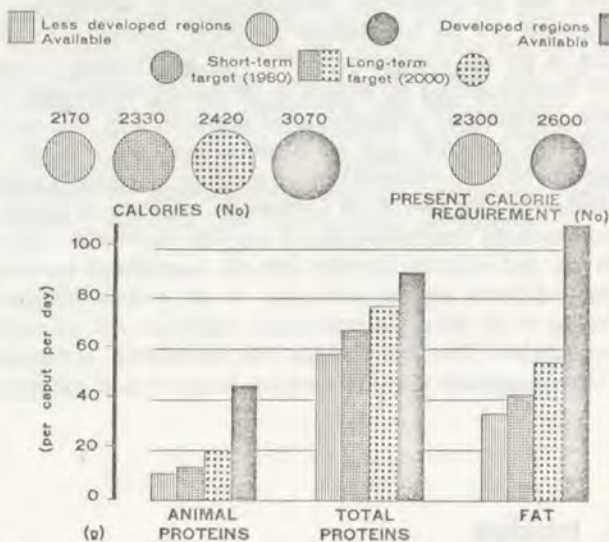 Less developed regions
Available
Developed regions
Available
Short-term
target (1980)
Long-term
target (2000)
2170 2330 2420 3070 2300 2600
CALORIES (No)
PRESENT CALORIE
REQUIREMENT (No)
(per caput per day)
100
80
60
40
20
0
(g)
ANIMAL
PROTEINS
TOTAL
PROTEINS
FAT